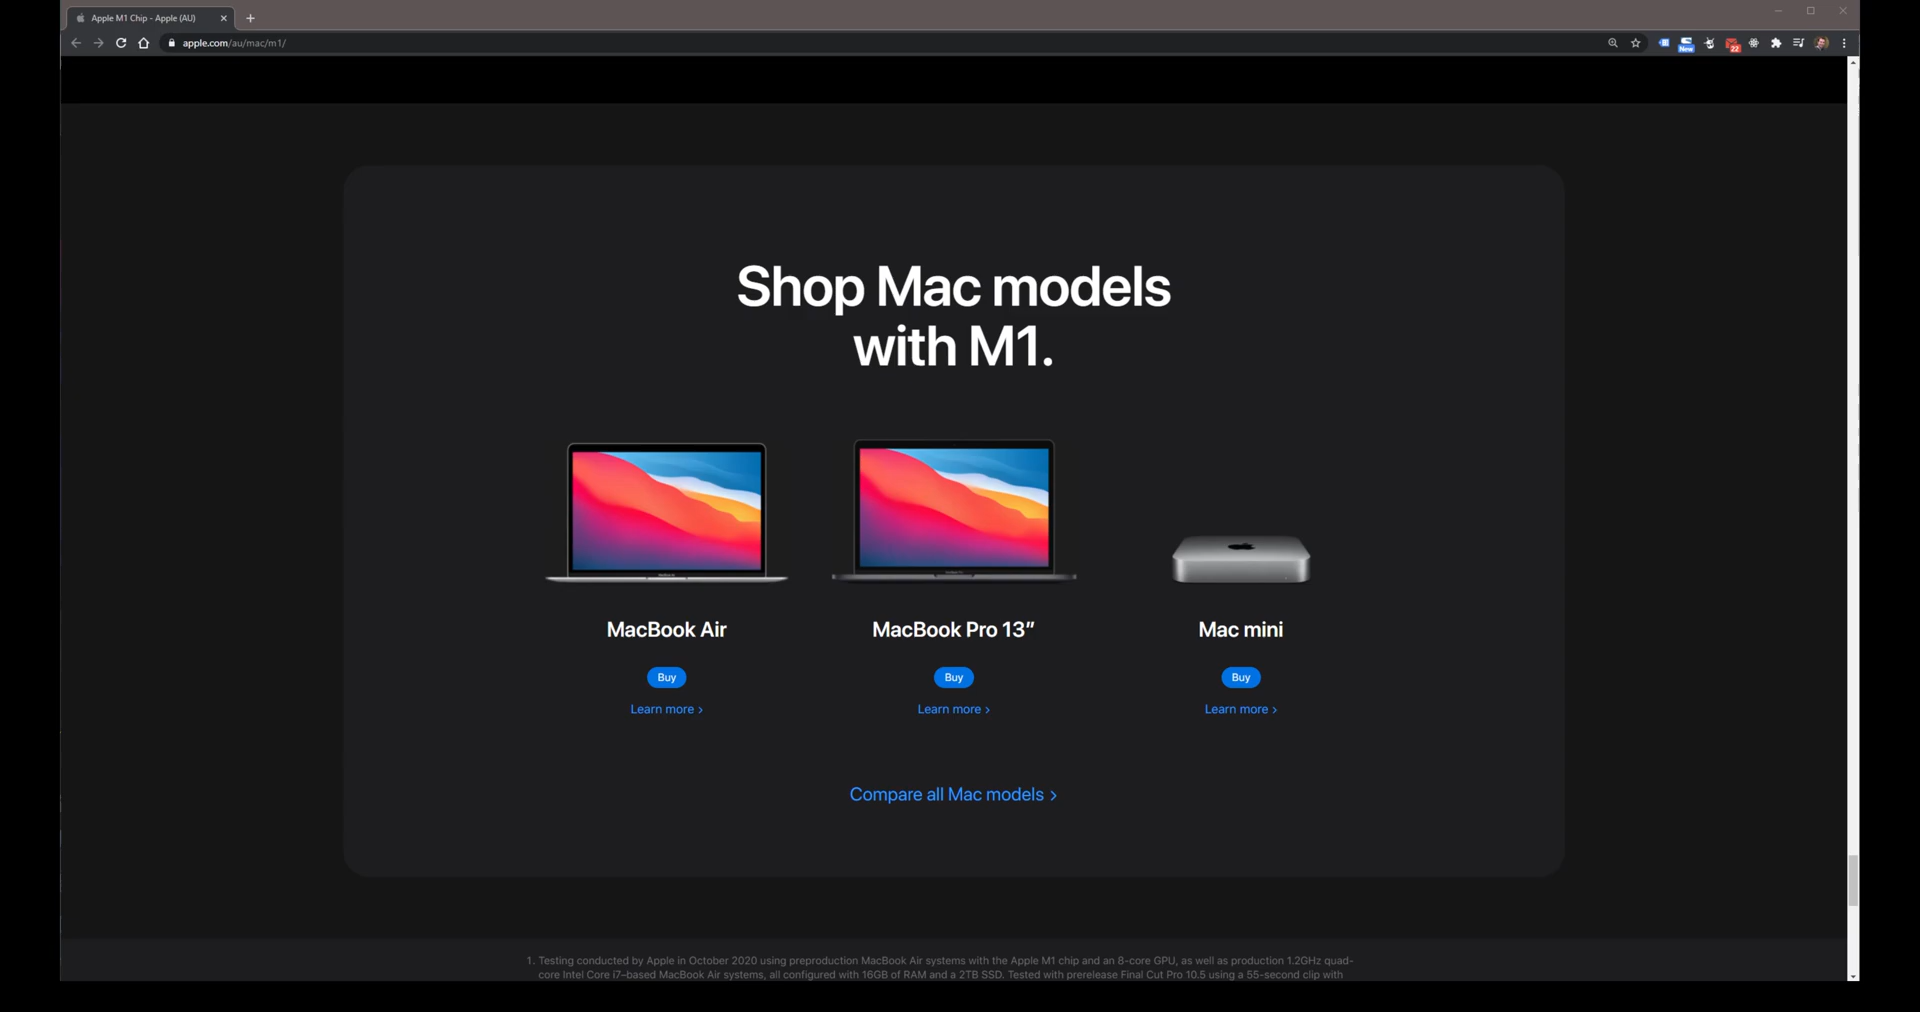 Apple M1 Chip - Apple (AU)
apple.com/au/mac/m1/
New
22
Shop Mac models
with M1.
MacBook Air
MacBook Pro 13”
Mac mini
Buy
Buy
Buy
Learn more ›
Learn more ›
Learn more ›
Compare all Mac models ›
1. Testing conducted by Apple in October 2020 using preproduction MacBook Air systems with the Apple M1 chip and an 8-core GPU, as well as production 1.2GHz quad-
core Intel Core i7–based MacBook Air systems, all configured with 16GB of RAM and a 2TB SSD. Tested with prerelease Final Cut Pro 10.5 using a 55-second clip with